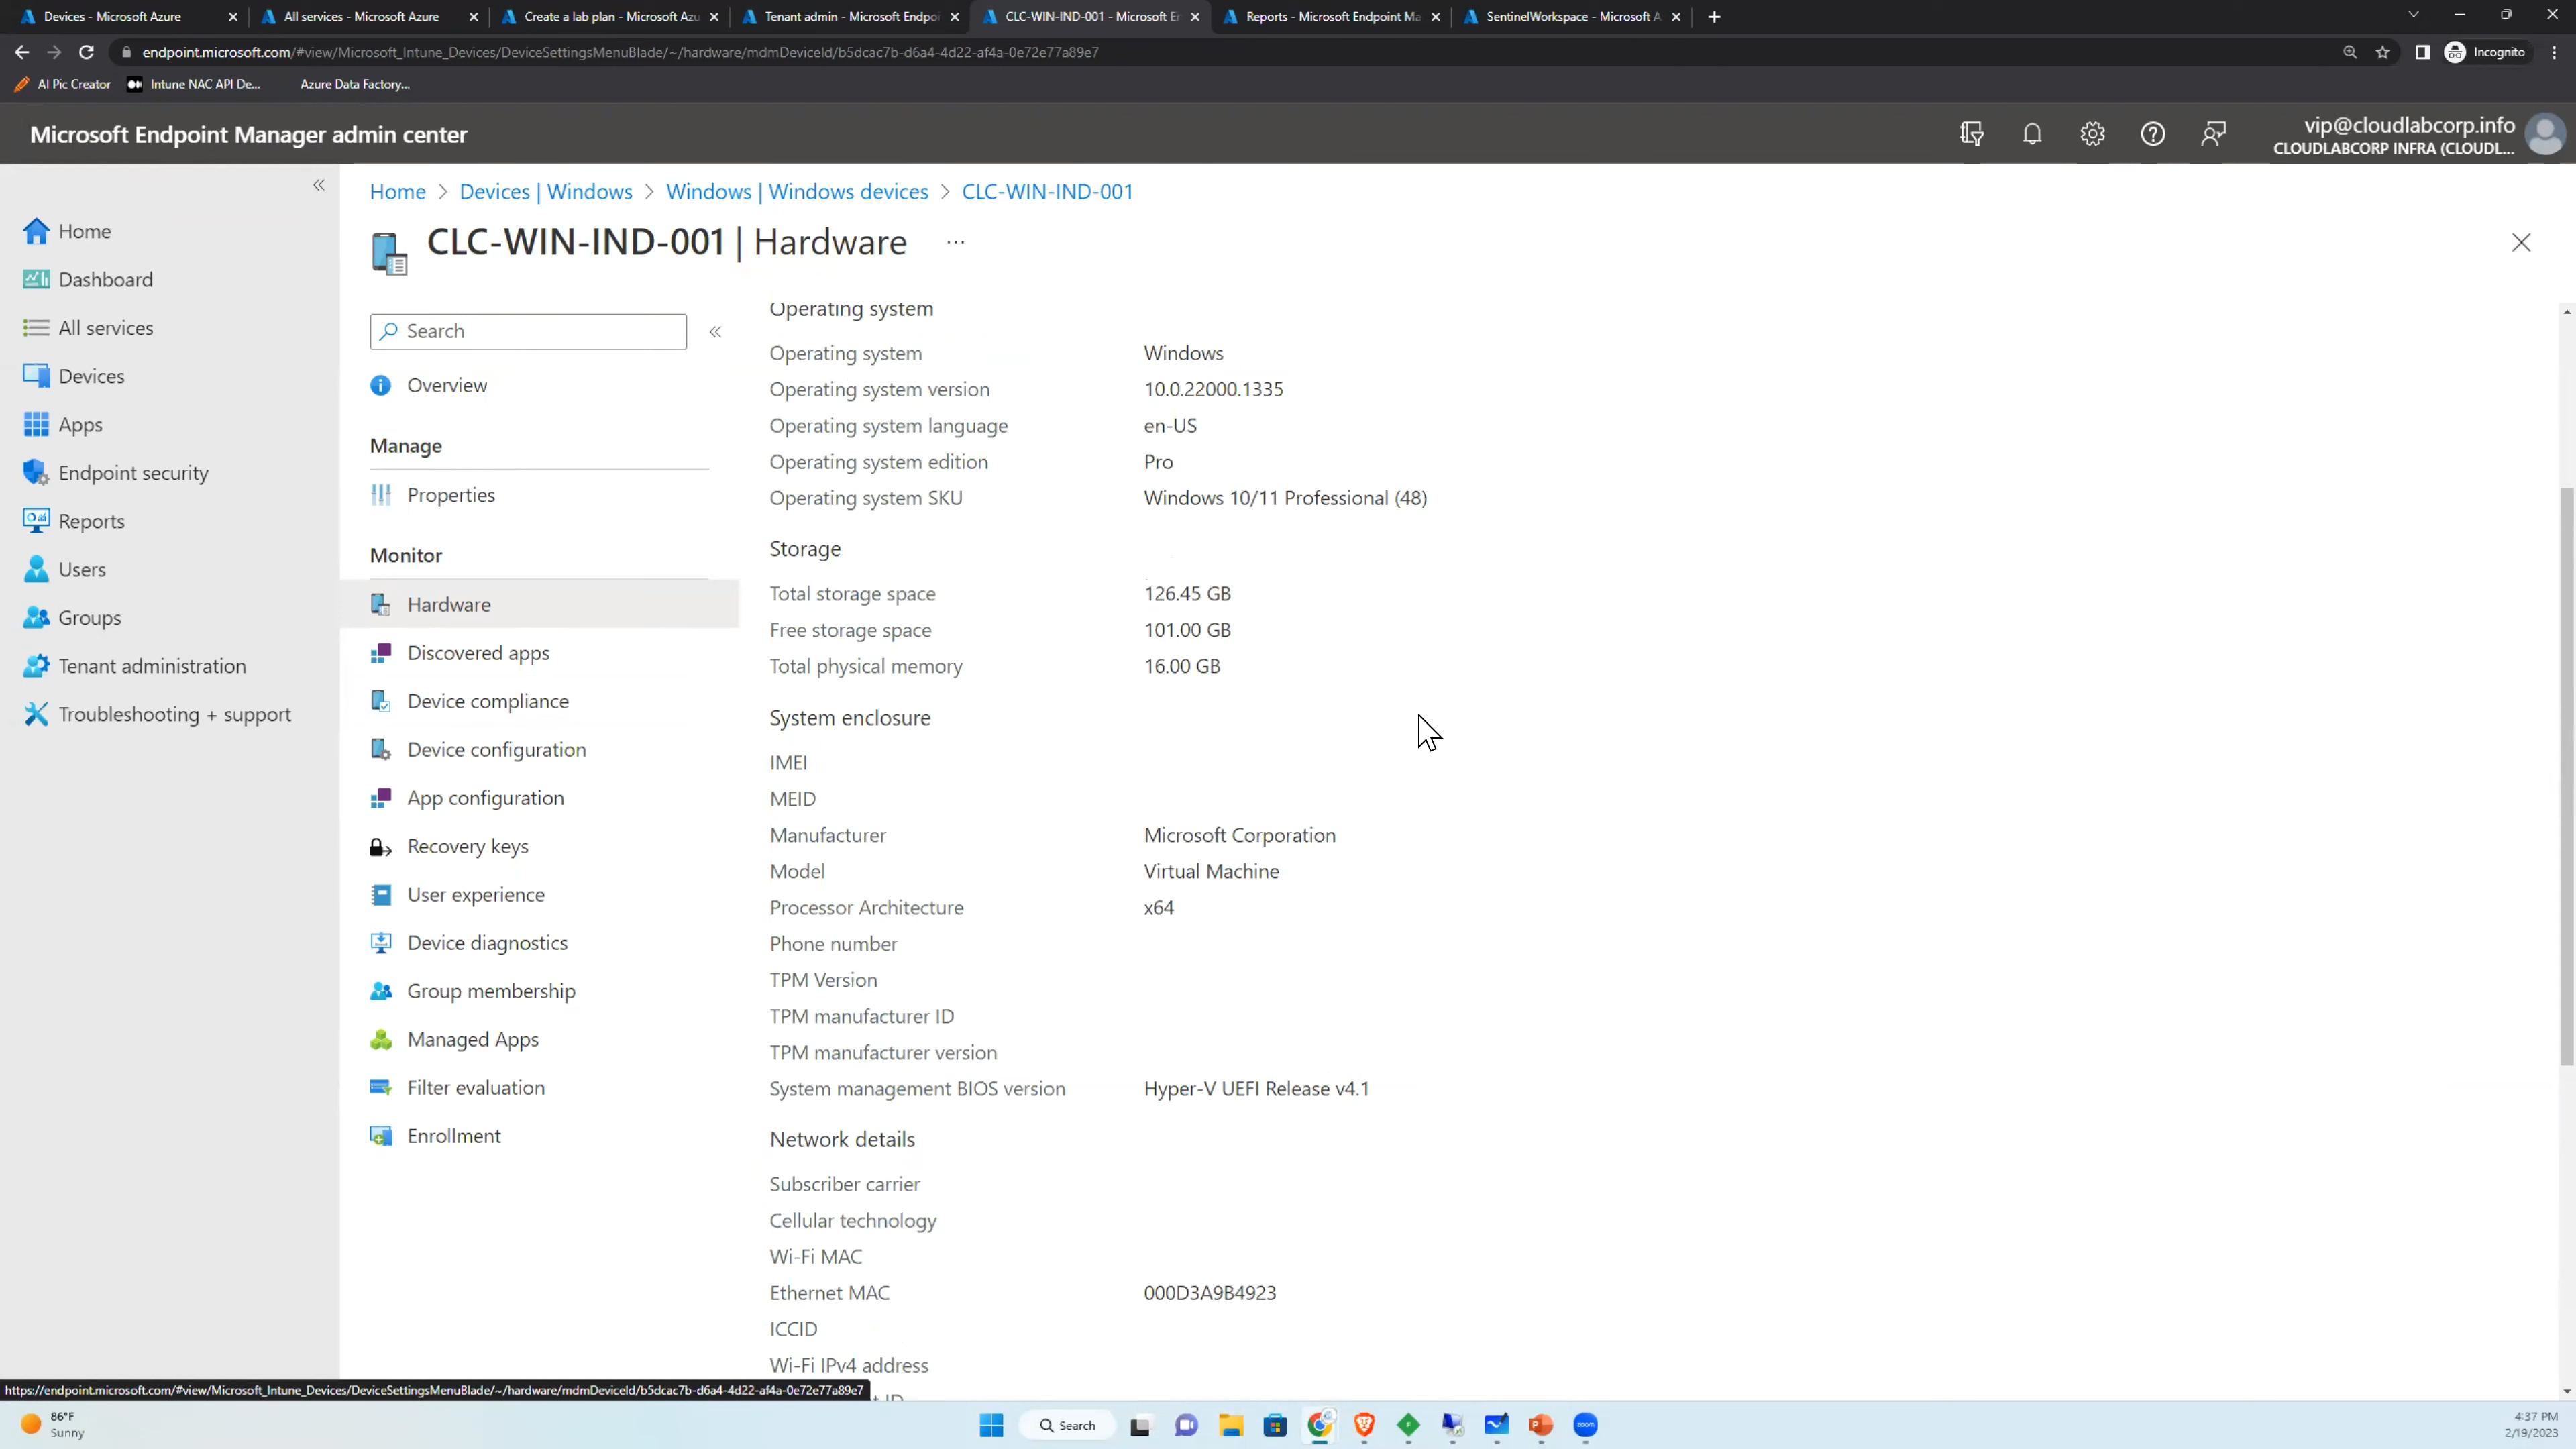 Devices - Microsoft Azure
All services - Microsoft Azure
Create a lab plan - Microsoft Azu
Tenant admin - Microsoft Endpoi
CLC-WIN-IND-001 - Microsoft E
Reports - Microsoft Endpoint Ma
SentinelWorkspace - Microsoft A
endpoint.microsoft.com/#view/Microsoft_Intune_Devices/DeviceSettingsMenuBlade/~/hardware/mdmDeviceId/b5dcac7b-d6a4-4d22-af4a-0e72e77a89e7
Incognito
AI Pic Creator
Intune NAC API De...
Azure Data Factory...
Microsoft Endpoint Manager admin center
vip@cloudlabcorp.info
CLOUDLABCORP INFRA (CLOUDL...
Home
Dashboard
All services
Devices
Apps
Endpoint security
Reports
Users
Groups
Tenant administration
Troubleshooting + support
Home > Devices | Windows > Windows | Windows devices > CLC-WIN-IND-001
CLC-WIN-IND-001 | Hardware ...
Search
Overview
Manage
Properties
Monitor
Hardware
Discovered apps
Device compliance
Device configuration
App configuration
Recovery keys
User experience
Device diagnostics
Group membership
Managed Apps
Filter evaluation
Enrollment
Operating system
Operating system Windows
Operating system version 10.0.22000.1335
Operating system language en-US
Operating system edition Pro
Operating system SKU Windows 10/11 Professional (48)
Storage
Total storage space 126.45 GB
Free storage space 101.00 GB
Total physical memory 16.00 GB
System enclosure
IMEI
MEID
Manufacturer Microsoft Corporation
Model Virtual Machine
Processor Architecture x64
Phone number
TPM Version
TPM manufacturer ID
TPM manufacturer version
System management BIOS version Hyper-V UEFI Release v4.1
Network details
Subscriber carrier
Cellular technology
Wi-Fi MAC
Ethernet MAC 000D3A9B4923
ICCID
Wi-Fi IPv4 address
https://endpoint.microsoft.com/#view/Microsoft_Intune_Devices/DeviceSettingsMenuBlade/~/hardware/mdmDeviceId/b5dcac7b-d6a4-4d22-af4a-0e72e77a89e7
86°F
Sunny
Search
zoom
4:37 PM
2/19/2023